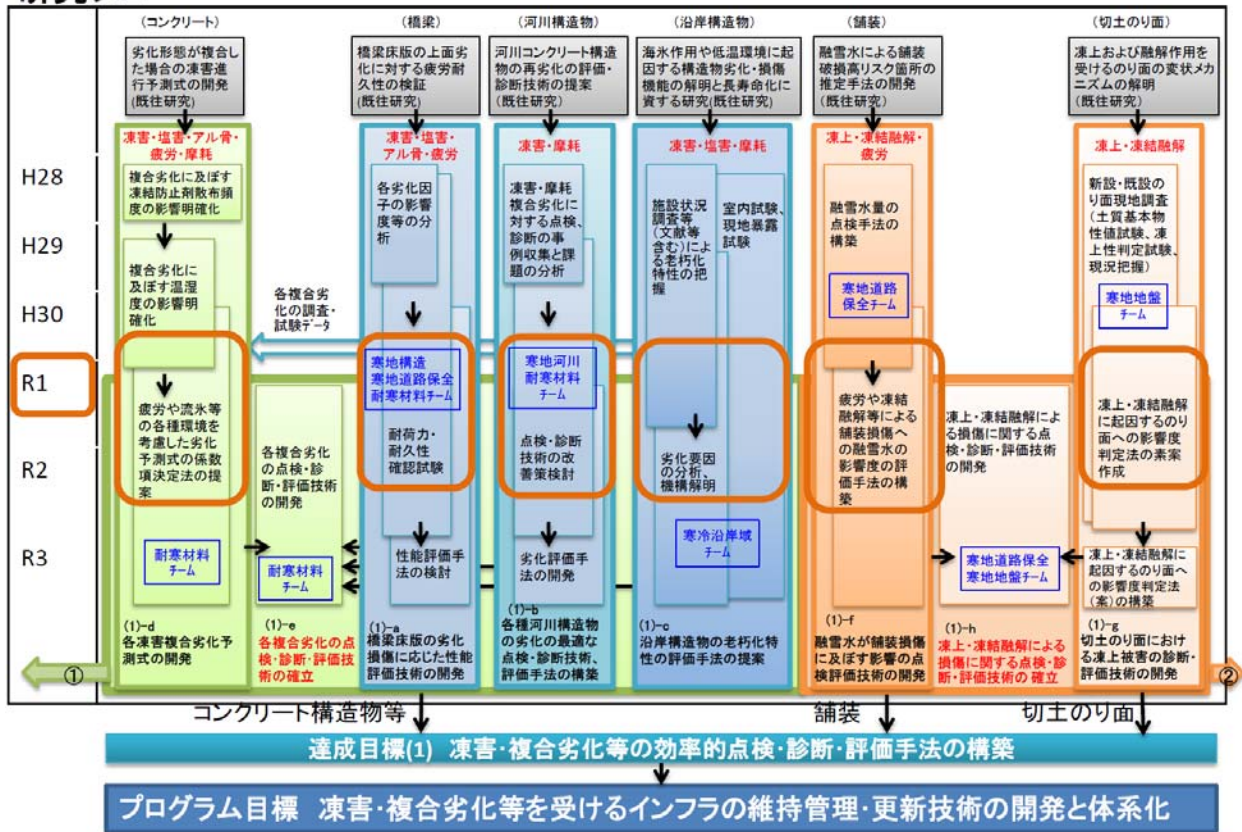 (コンクリート)
(橋梁)
(河川構造物)
(沿岸構造物)
(舗装)
(切土のり面)
劣化形態が複合し
た場合の凍害進
行予測式の開発
(既往研究)
橋梁床版の上面劣
化に対する疲労耐
久性の検証
(既往研究)
河川コンクリート構造
物の再劣化の評価・
診断技術の提案
(既往研究)
海氷作用や低温環境に起
因する構造物劣化・損傷
機能の解明と長寿命化に
資する研究(既往研究)
融雪水による舗装
破損高リスク箇所の
推定手法の開発
(既往研究)
凍上および融解作用を
受けるのり面の変状メカ
ニズムの解明
(既往研究)
凍害・塩害・アル骨・
疲労・摩耗
凍害・塩害・
アル骨・疲労
凍害・摩耗
凍害・塩害・摩耗
凍上・凍結融解・
疲労
凍上・凍結融解
H28
H29
H30
R1
R2
R3
複合劣化に及ぼす
凍結防止剤散布頻
度の影響明確化
複合劣化に
及ぼす温湿
度の影響明
確化
疲労や流氷等
の各種環境を
考慮した劣化
予測式の係数
項決定法の提
案
耐寒材料
チーム
(1)-d
各凍害複合劣化予
測式の開発
各複合劣
化の調査・
試験データ
各複合劣化
の点検・診
断・評価技術
の開発
耐寒材料
チーム
(1)-e
各複合劣化の点
検・診断・評価技
術の確立
各劣化因
子の影響
度等の分
析
寒地構造
寒地道路保全
耐寒材料チーム
耐荷力・
耐久性
確認試験
性能評価手
法の検討
(1)-a
橋梁床版の劣化
損傷に応じた性能
評価技術の開発
凍害・摩耗
複合劣化に
対する点検、
診断の事
例収集と課
題の分析
寒地河川
耐寒材料
チーム
点検・診断
技術の改
善策検討
劣化評価手
法の開発
(1)-b
各種河川構造物
の劣化の最適な
点検・診断技術、
評価手法の構築
施設状況
調査等
(文献等
含む)によ
る老朽化
特性の把
握
室内試験、
現地暴露
試験
劣化要因
の分析、
機構解明
寒冷沿岸域
チーム
(1)-c
沿岸構造物の老朽化特
性の評価手法の提案
融雪水量の
点検手法の
構築
寒地道路
保全チーム
疲労や凍結
融解等による
舗装損傷へ
の融雪水の
影響度の評
価手法の構
築
(1)-f
融雪水が舗装損傷
に及ぼす影響の点
検評価技術の開発
凍上・凍結融解によ
る損傷に関する点
検・診断・評価技術
の開発
寒地道路保全
寒地地盤チーム
(1)-h
凍上・凍結融解による
損傷に関する点検・診
断・評価技術の 確立
新設・既設の
り面現地調査
(土質基本物
性値試験、凍
上性判定試験、
現況把握)
寒地地盤
チーム
凍上・凍結融解
に起因するのり
面への影響度
判定法の素案
作成
凍上・凍結融解に
起因するのり面へ
の影響度判定法
(案)の構築
(1)-g
切土のり面におけ
る凍上被害の診断・
評価技術の開発
①
②
コンクリート構造物等
舗装
切土のり面
達成目標(1) 凍害・複合劣化等の効率的点検・診断・評価手法の構築
プログラム目標 凍害・複合劣化等を受けるインフラの維持管理・更新技術の開発と体系化